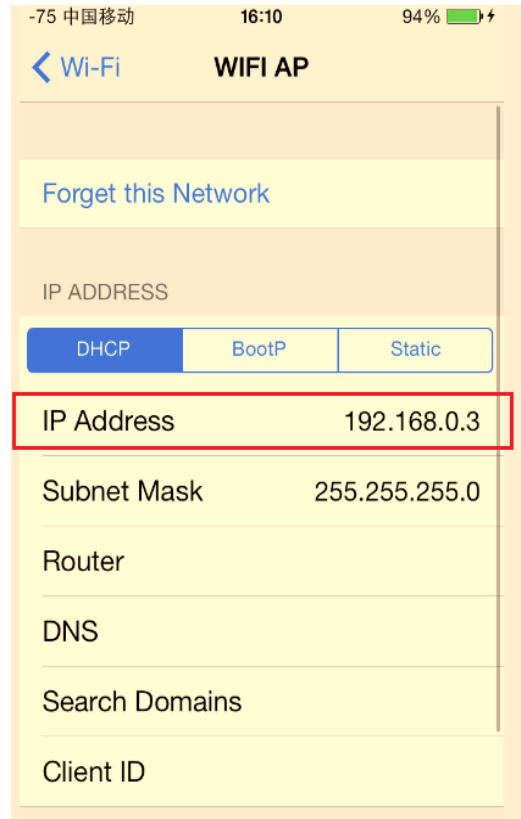 -75 中国移动 16:10 94%
Wi-Fi WIFI AP
Forget this Network
IP ADDRESS
DHCP BootP Static
IP Address 192.168.0.3
Subnet Mask 255.255.255.0
Router
DNS
Search Domains
Client ID